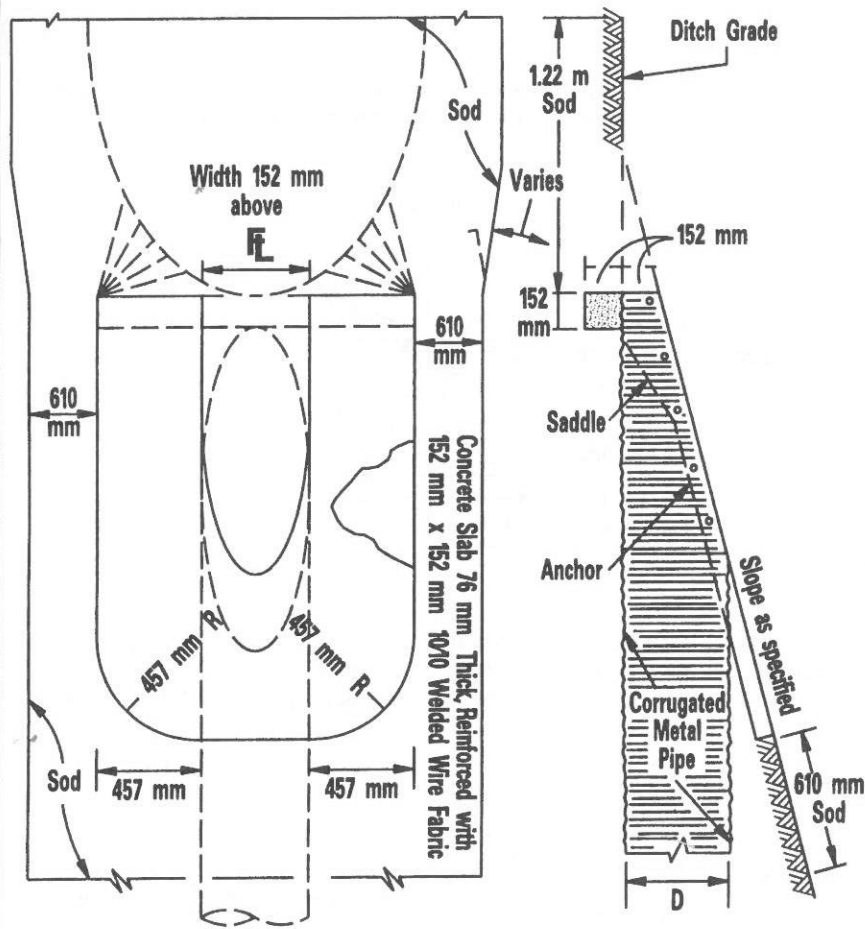 Ditch Grade
1.22 m
Sod
Sod
Width 152 mm
above
FL
Varies
152 mm
152
mm
610
mm
610
mm
Saddle
Concrete Slab 76 mm Thick, Reinforced with
152 mm x 152 mm 10/10 Welded Wire Fabric
Anchor
457 mm R
457 mm R
Slope as specified
Corrugated
Metal
Pipe
Sod
457 mm
457 mm
610 mm
Sod
D